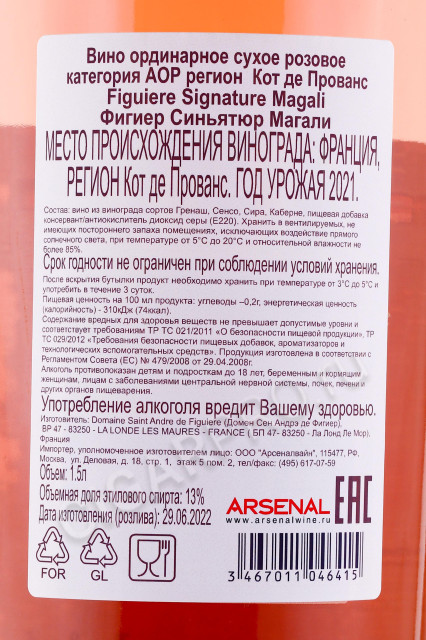 Вино ординарное сухое розовое
категория АОР регион Кот де Прованс
Figuiere Signature Magali
Фигиер Синьятюр Магали
МЕСТО ПРОИСХОЖДЕНИЯ ВИНОГРАДА: ФРАНЦИЯ,
РЕГИОН Кот де Прованс. ГОД УРОЖАЯ 2021.
Состав: вино из винограда сортов Гренаш, Сенсо, Сира, Каберне, пищевая добавка
консервант/антиокислитель диоксид серы (Е220). Хранить в вентилируемых, не
имеющих постороннего запаха помещениях, исключающих воздействие прямого
солнечного света, при температуре от 5°С до 20°С и относительной влажности не
более 85%.
Срок годности не ограничен при соблюдении условий хранения.
После вскрытия бутылки продукт необходимо хранить при температуре от 3°С до 5°С и
употребить в течение 3 суток.
Пищевая ценность на 100 мл продукта: углеводы –0,2г, энергетическая ценность
(калорийность) - 310кДж (74ккал).
Содержание вредных для здоровья веществ не превышает допустимые уровни и
соответствует требованиям ТР ТС 021/2011 «О безопасности пищевой продукции", ТР
ТС 029/2012 «Требования безопасности пищевых добавок, ароматизаторов и
технологических вспомогательных средств». Продукция изготовлена в соответствии с
Регламентом Совета (ЕС) № 479/2008 от 29.04.2008г.
Алкоголь противопоказан детям и подросткам до 18 лет, беременным и кормящим
женщинам, лицам с заболеваниями центральной нервной системы, почек, печени и
других органов пищеварения.
Употребление алкоголя вредит Вашему здоровью.
Изготовитель: Domaine Saint Andre de Figuiere (Домен Сен Андрэ де Фигиер),
BP 47 - 83250 - LA LONDE LES MAURES - FRANCE ( БП 47 - 83250 - Ла Лонд Ле Мор),
Франция
Импортер, уполномоченное изготовителем лицо: ООО «Арсеналвайн", 115477, РФ,
Москва, ул. Деловая, д. 18, стр. 1, этаж 5 пом. 2, тел/факс: (495) 617-07-59
Объем: 1.5л
Объемная доля этилового спирта: 13%
Дата изготовления (розлива): 29.06.2022
ARSENAL
www.arsenalwine.ru
EAC
FOR
GL
3 467011 046415